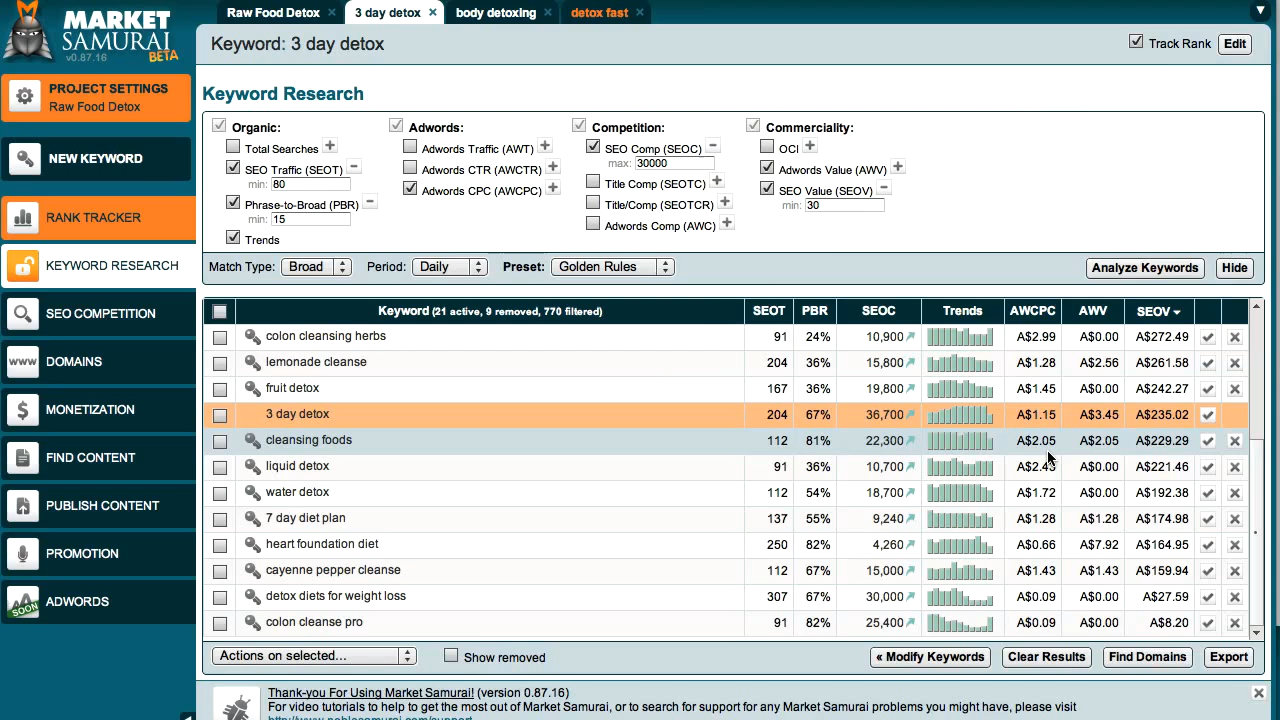 MARKET
SAMURAI
v0.87.16 BETA
Raw Food Detox
3 day detox
body detoxing
detox fast
Keyword: 3 day detox
Track Rank
Edit
PROJECT SETTINGS
Raw Food Detox
NEW KEYWORD
RANK TRACKER
KEYWORD RESEARCH
SEO COMPETITION
www DOMAINS
MONETIZATION
FIND CONTENT
PUBLISH CONTENT
PROMOTION
SOON ADWORDS
Keyword Research
Organic:
Total Searches
SEO Traffic (SEOT)
min: 80
Phrase-to-Broad (PBR)
min: 15
Trends
Adwords:
Adwords Traffic (AWT)
Adwords CTR (AWCTR)
Adwords CPC (AWCPC)
Competition:
SEO Comp (SEOC)
max: 30000
Title Comp (SEOTC)
Title/Comp (SEOTCR)
Adwords Comp (AWC)
Commerciality:
OCI
Adwords Value (AWV)
SEO Value (SEOV)
min: 30
Match Type: Broad Period: Daily Preset: Golden Rules Analyze Keywords Hide
Keyword (21 active, 9 removed, 770 filtered) SEOT PBR SEOC Trends AWCPC AWV SEOV
colon cleansing herbs 91 24% 10,900 A$2.99 A$0.00 A$272.49
lemonade cleanse 204 36% 15,800 A$1.28 A$2.56 A$261.58
fruit detox 167 36% 19,800 A$1.45 A$0.00 A$242.27
3 day detox 204 67% 36,700 A$1.15 A$3.45 A$235.02
cleansing foods 112 81% 22,300 A$2.05 A$2.05 A$229.29
liquid detox 91 36% 10,700 A$2.43 A$0.00 A$221.46
water detox 112 54% 18,700 A$1.72 A$0.00 A$192.38
7 day diet plan 137 55% 9,240 A$1.28 A$1.28 A$174.98
heart foundation diet 250 82% 4,260 A$0.66 A$7.92 A$164.95
cayenne pepper cleanse 112 67% 15,000 A$1.43 A$1.43 A$159.94
detox diets for weight loss 307 67% 30,000 A$0.09 A$0.00 A$27.59
colon cleanse pro 91 82% 25,400 A$0.09 A$0.00 A$8.20
Actions on selected... Show removed « Modify Keywords Clear Results Find Domains Export
Thank-you For Using Market Samurai! (version 0.87.16)
For video tutorials to help to get the most out of Market Samurai, or to search for support for any Market Samurai problems you might have, please visit